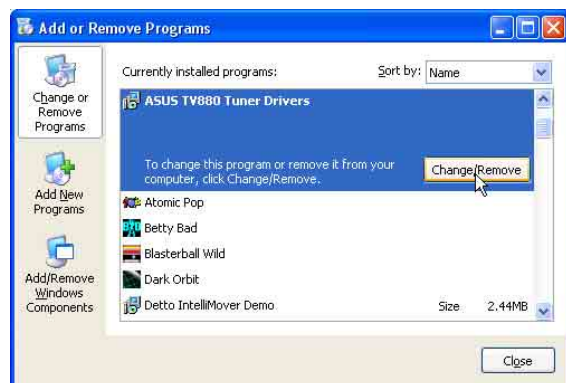 Add or Remove Programs
Change or
Remove
Programs
Add New
Programs
Add/Remove
Windows
Components
Currently installed programs:
Sort by: Name
ASUS TV880 Tuner Drivers
To change this program or remove it from your
computer, click Change/Remove.
Change/Remove
Atomic Pop
Betty Bad
Blasterball Wild
Dark Orbit
Detto IntelliMover Demo Size 2.44MB
Close